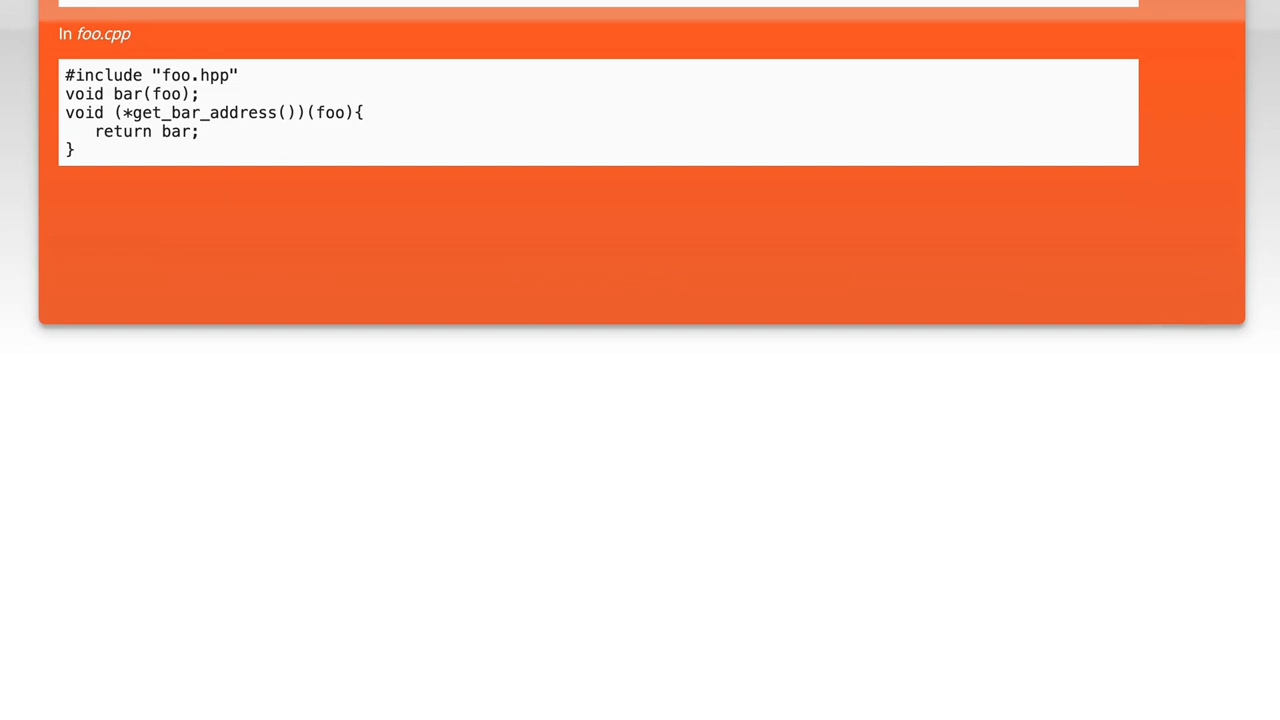 In foo.cpp
#include "foo.hpp"
void bar(foo);
void (*get_bar_address())(foo){
   return bar;
}